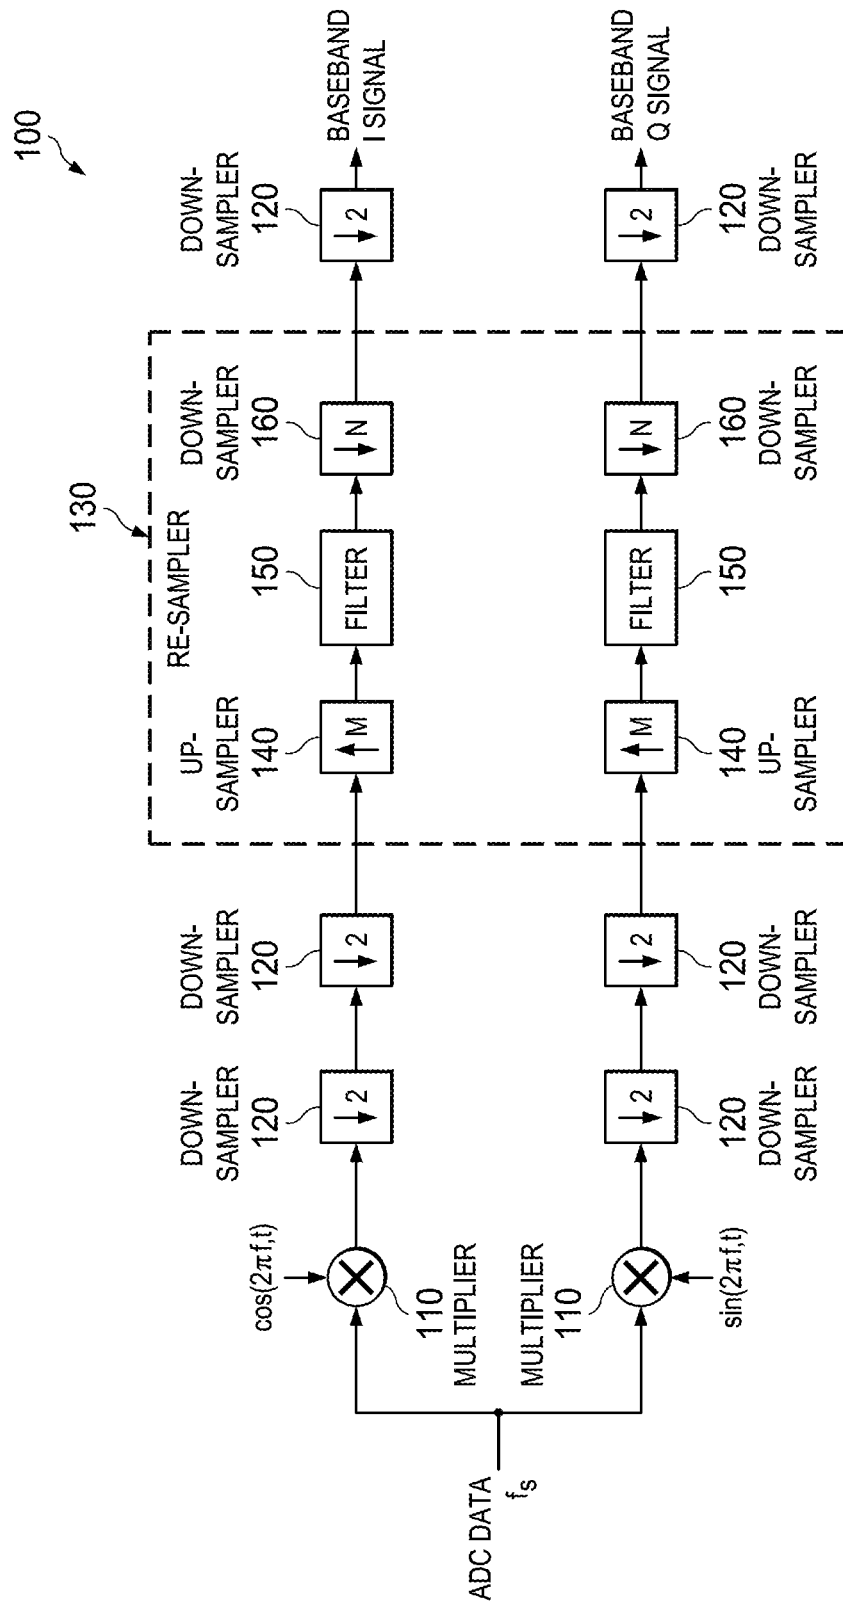 100
130
RE-SAMPLER
DOWN-
SAMPLER
120
DOWN-
SAMPLER
120
UP-
SAMPLER
140
150
DOWN-
SAMPLER
160
DOWN-
SAMPLER
120
cos(2πf,t)
↓2
↓2
↑M
FILTER
↓N
↓2
BASEBAND
I SIGNAL
110
MULTIPLIER
ADC DATA
fs
MULTIPLIER
110
↓2
↓2
↑M
FILTER
↓N
↓2
BASEBAND
Q SIGNAL
sin(2πf,t)
120
DOWN-
SAMPLER
120
DOWN-
SAMPLER
140
UP-
SAMPLER
150
160
DOWN-
SAMPLER
120
DOWN-
SAMPLER